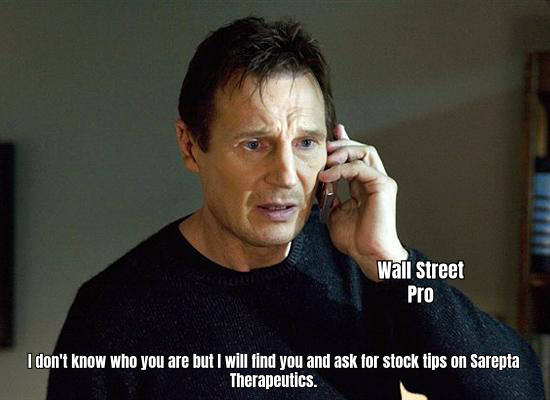 Wall Street
Pro
I don't know who you are but I will find you and ask for stock tips on Sarepta
Therapeutics.